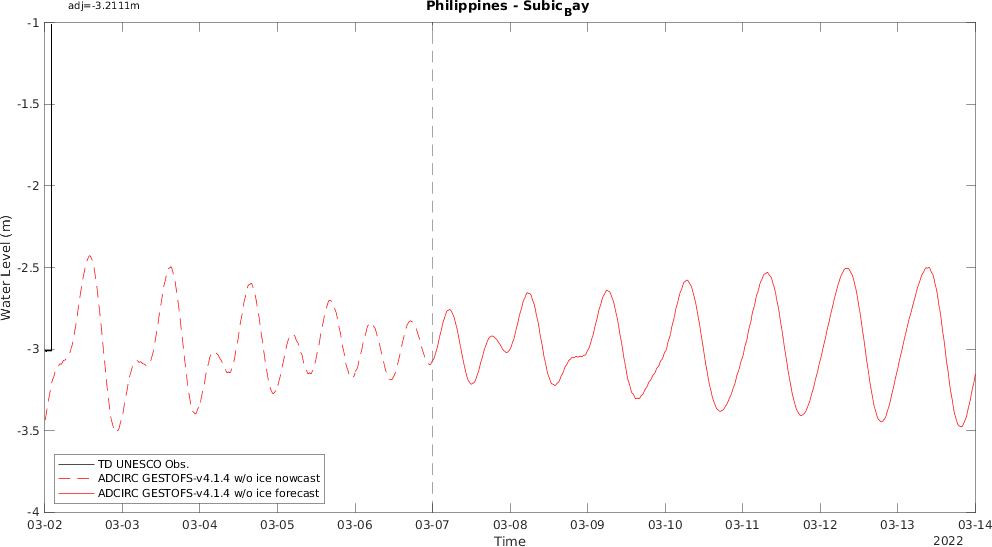 adj=-3.2111m
Philippines - Subic_Bay
-1
-1.5
-2
-2.5
-3
-3.5
-4
Water Level (m)
TD UNESCO Obs.
ADCIRC GESTOFS-v4.1.4 w/o ice nowcast
ADCIRC GESTOFS-v4.1.4 w/o ice forecast
03-02 03-03 03-04 03-05 03-06 03-07 03-08 03-09 03-10 03-11 03-12 03-13 03-14
Time
2022